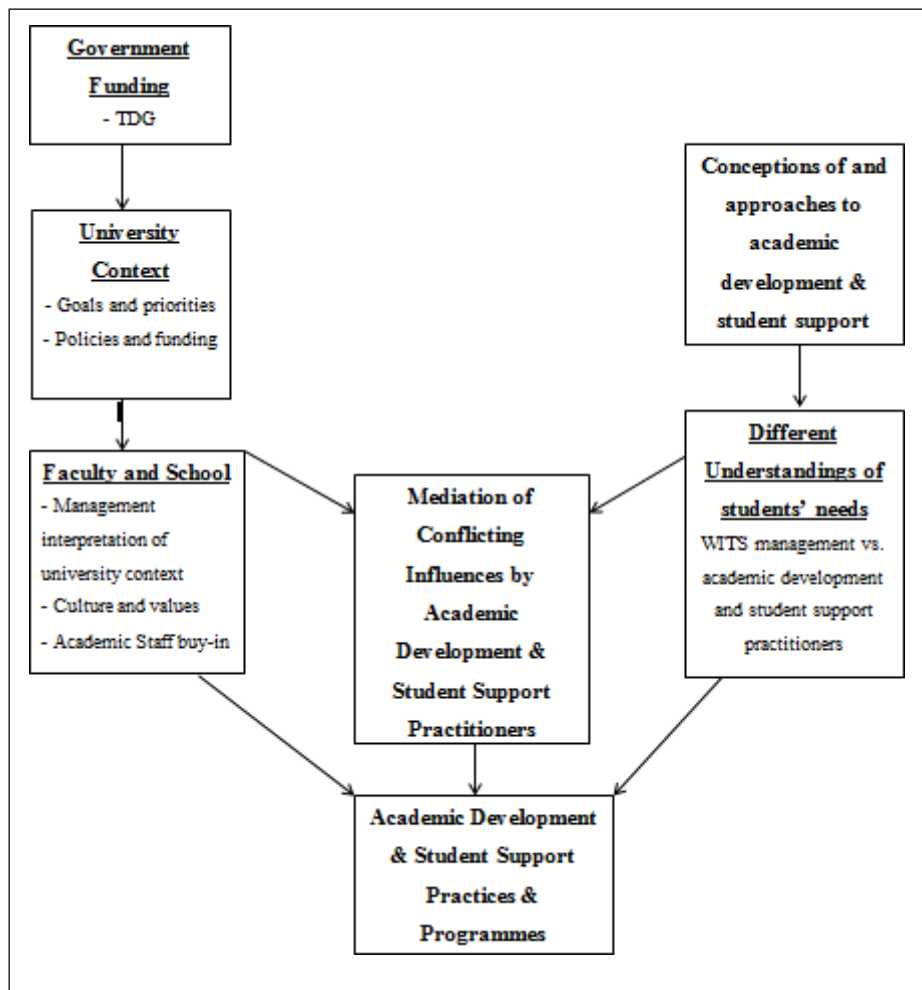 Government
Funding
- TDG
University
Context
- Goals and priorities
- Policies and funding
Faculty and School
- Management
interpretation of
university context
- Culture and values
- Academic Staff buy-in
Conceptions of and
approaches to
academic
development &
student support
Different
Understandings of
students’ needs
WITS management vs.
academic development
and student support
practitioners
Mediation of
Conflicting
Influences by
Academic
Development &
Student Support
Practitioners
Academic Development
& Student Support
Practices &
Programmes